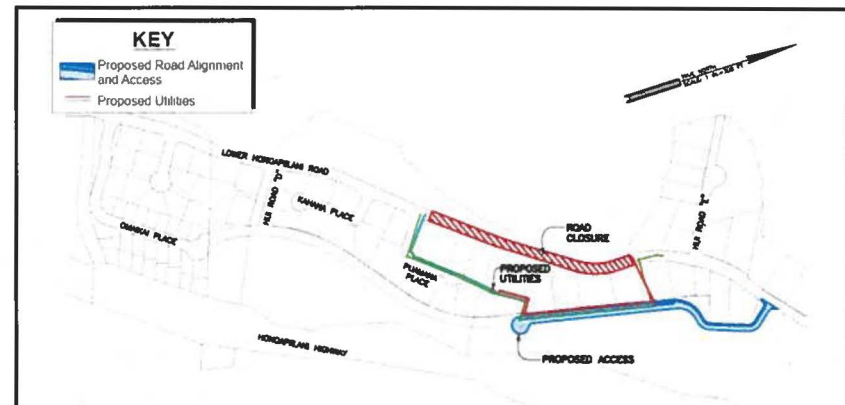 KEY
Proposed Road Alignment
and Access
Proposed Utilities
LOWER HONOAPIILANI ROAD
HUI ROAD "D"
KAHANA PLACE
OMAIKAI PLACE
PUAMANA
PLACE
ROAD
CLOSURE
PROPOSED
UTILITIES
HUI ROAD "E"
HONOAPIILANI HIGHWAY
PROPOSED ACCESS